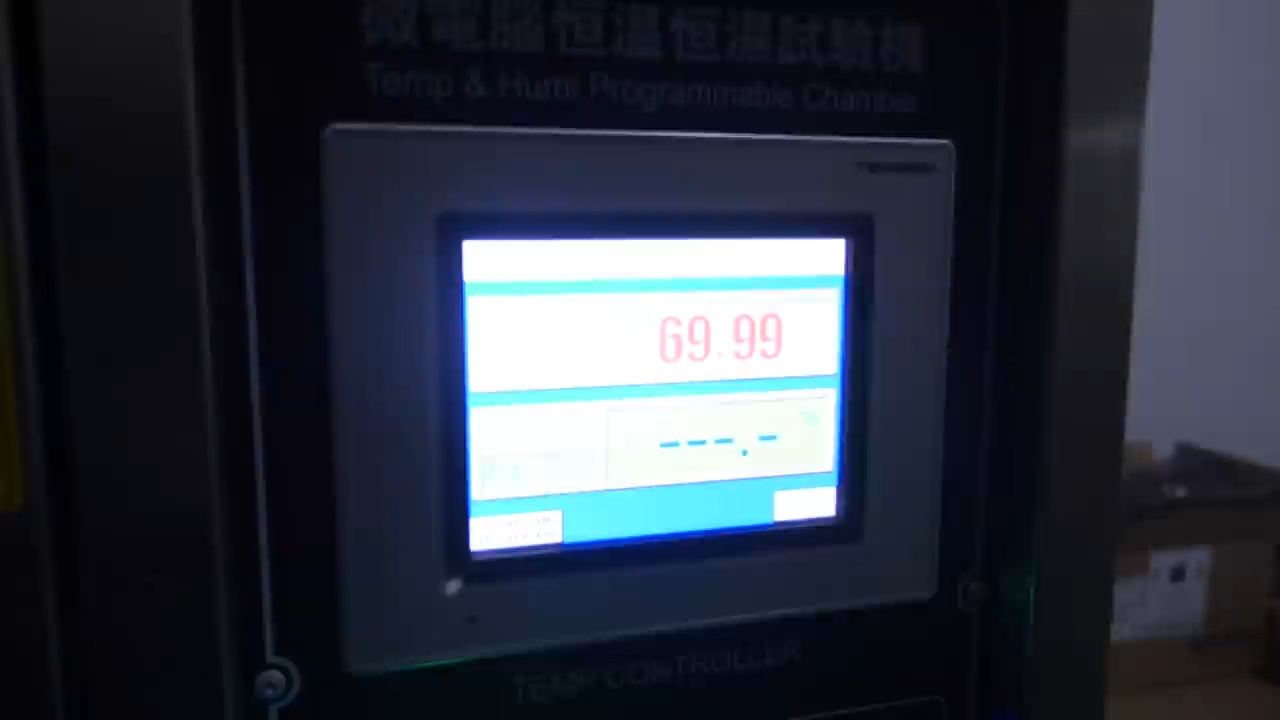 微電腦恒溫恒濕試驗機
Temp & Humi Programmable Chamber
69.99
---.-
TEMP CONTROLLER